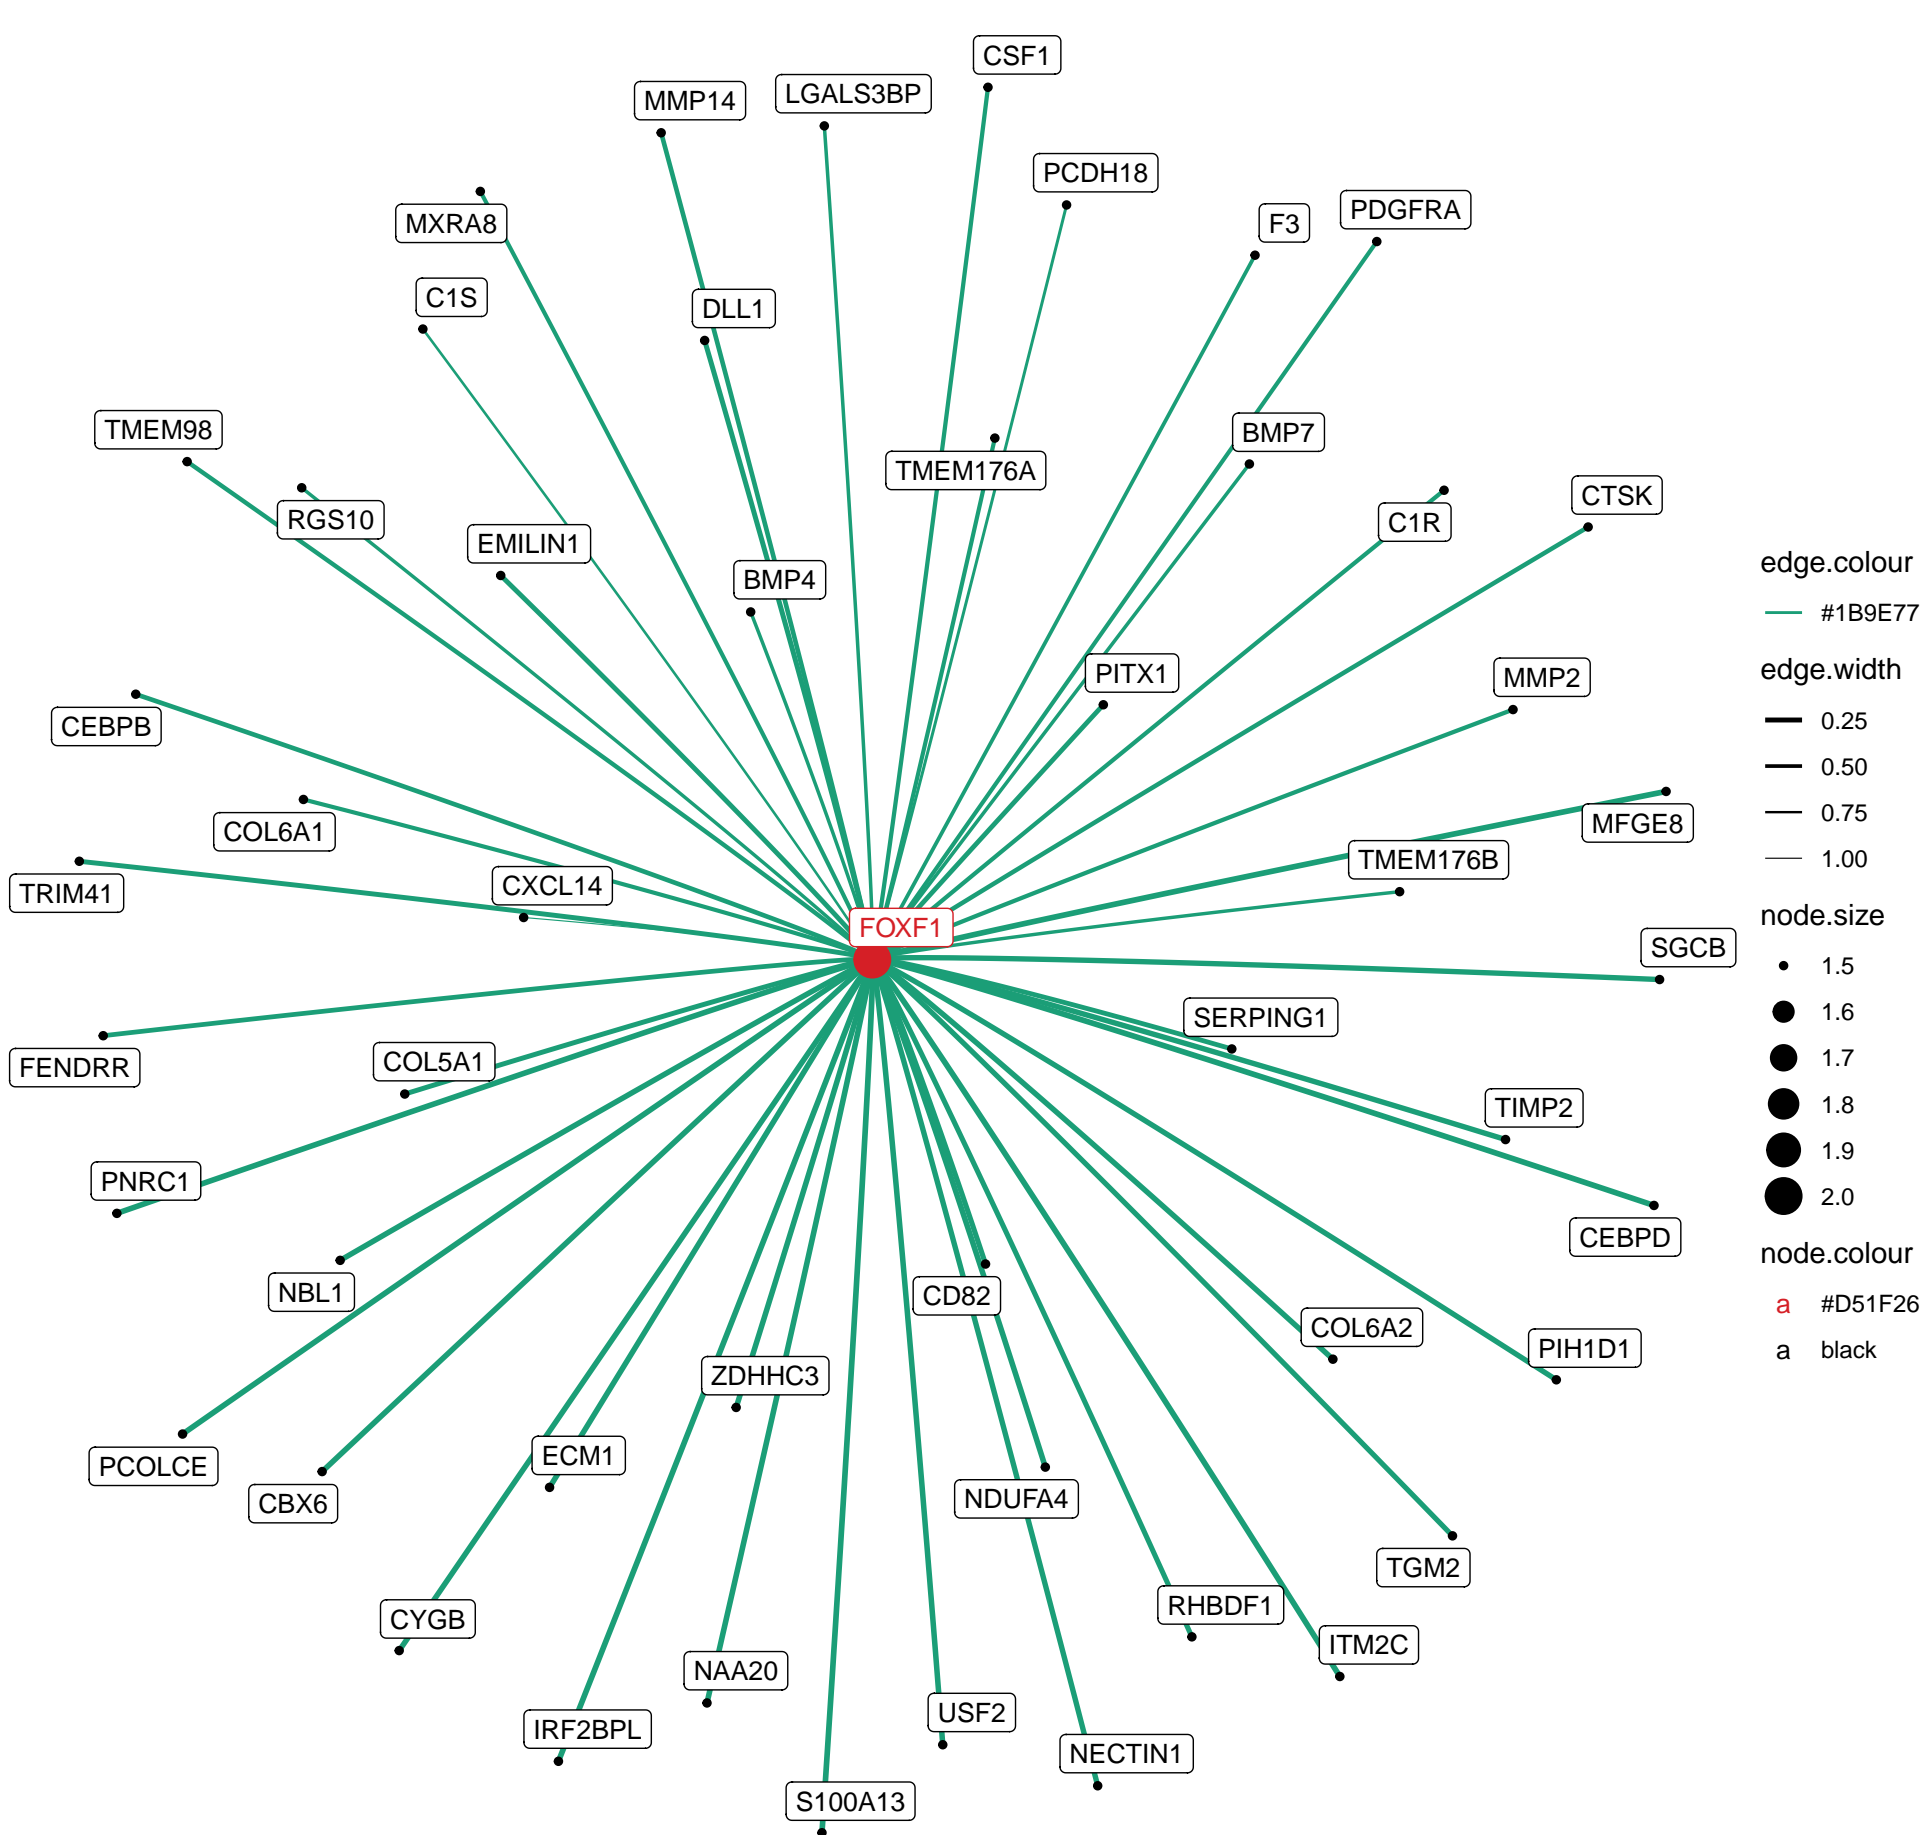 CSF1
LGALS3BP
MMP14
PCDH18
PDGFRA
F3
MXRA8
C1S
DLL1
TMEM98
BMP7
TMEM176A
CTSK
RGS10
C1R
EMILIN1
BMP4
PITX1
MMP2
CEBPB
MFGE8
COL6A1
TMEM176B
CXCL14
TRIM41
FOXF1
SGCB
SERPING1
COL5A1
FENDRR
TIMP2
PNRC1
CEBPD
NBL1
CD82
COL6A2
PIH1D1
ZDHHC3
ECM1
PCOLCE
NDUFA4
CBX6
TGM2
RHBDF1
CYGB
ITM2C
NAA20
USF2
IRF2BPL
NECTIN1
S100A13
edge.colour
#1B9E77
edge.width
0.25
0.50
0.75
1.00
node.size
1.5
1.6
1.7
1.8
1.9
2.0
node.colour
a #D51F26
a black